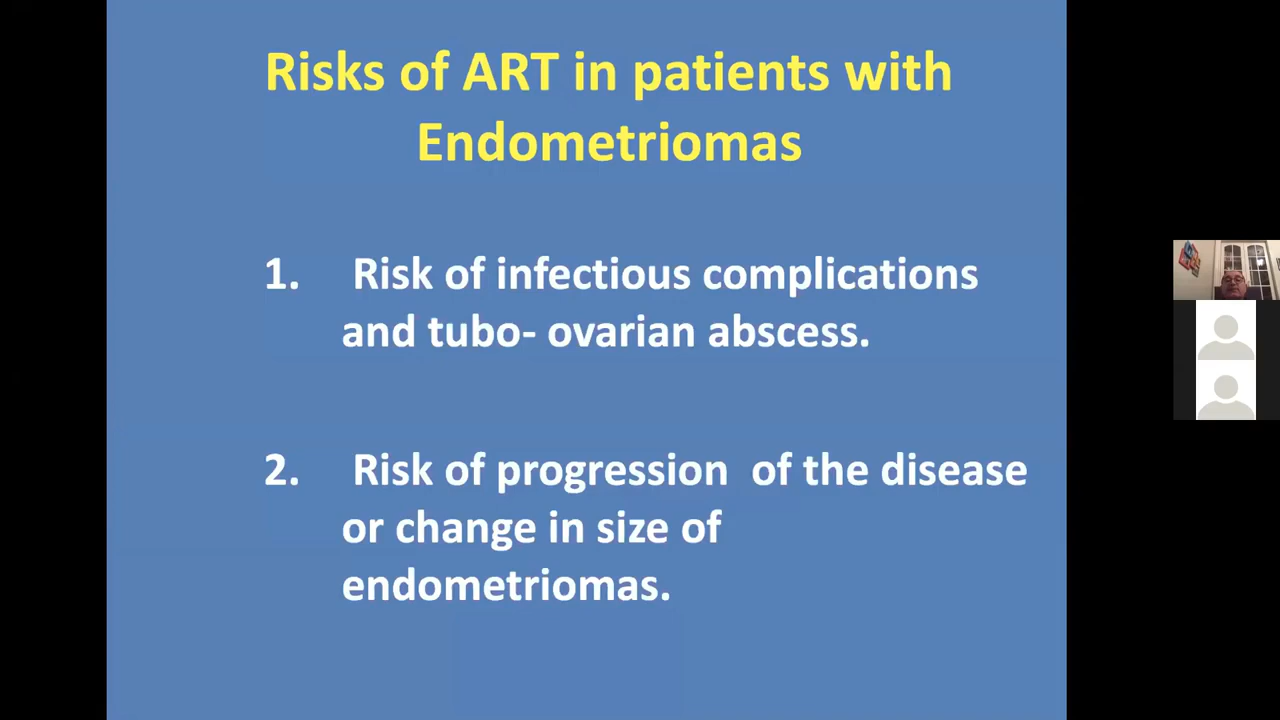 Risks of ART in patients with
Endometriomas
1. Risk of infectious complications
and tubo- ovarian abscess.
2. Risk of progression of the disease
or change in size of
endometriomas.